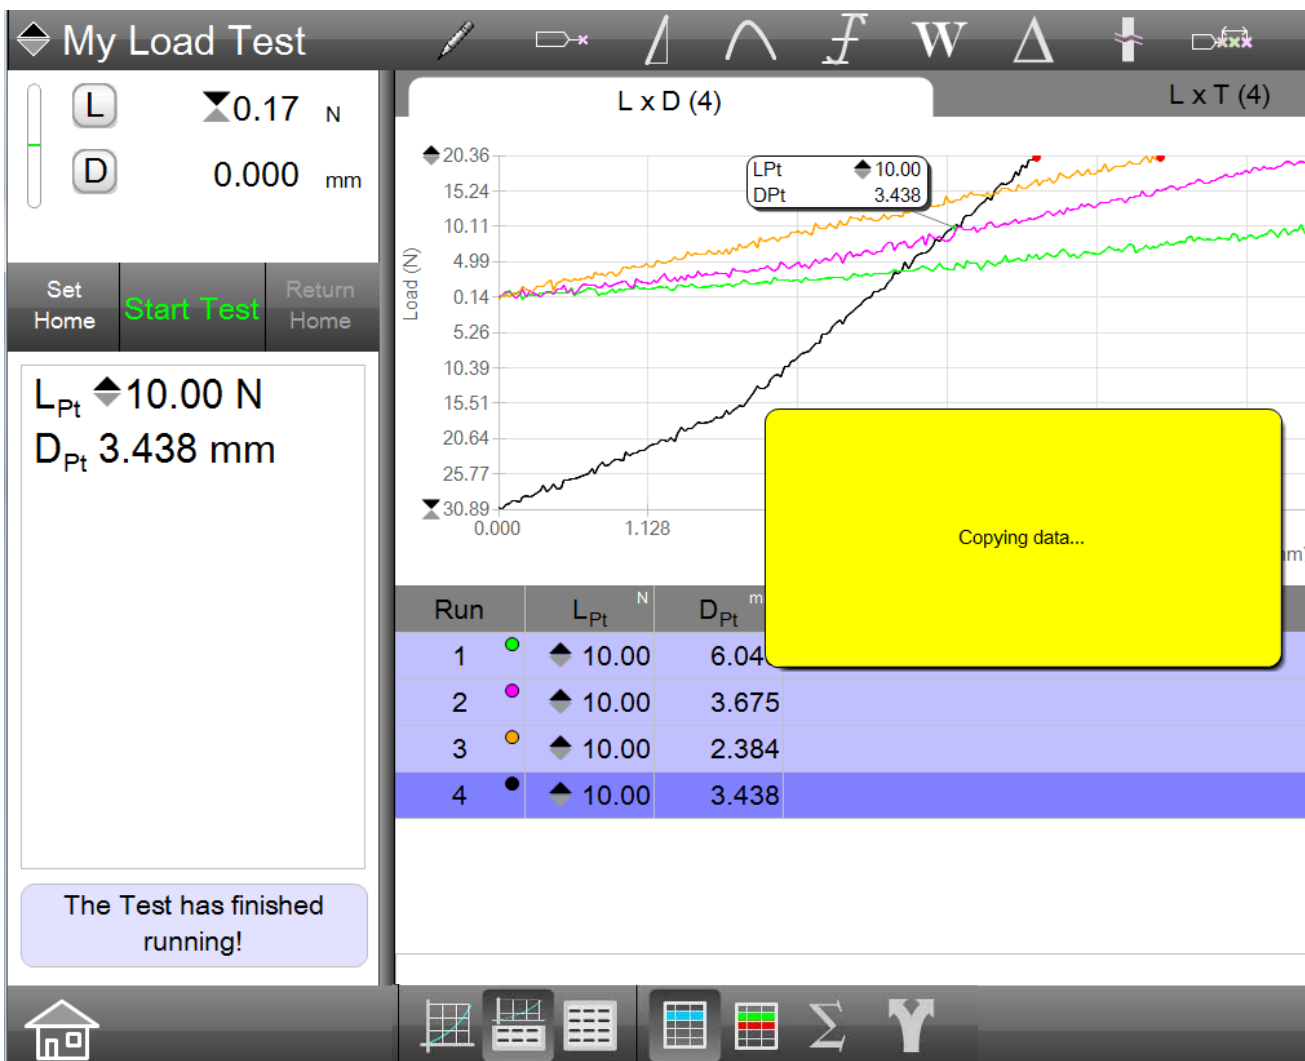 My Load Test
W
L 0.17 N
D 0.000 mm
Set Home
Start Test
Return Home
LPt 10.00 N
DPt 3.438 mm
The Test has finished
running!
L x D (4)
L x T (4)
LPt 10.00
DPt 3.438
Load (N)
20.36
15.24
10.11
4.99
0.14
5.26
10.39
15.51
20.64
25.77
30.89
0.000 1.128
Copying data...
Run LPt N DPt m
1 10.00 6.04
2 10.00 3.675
3 10.00 2.384
4 10.00 3.438
Σ